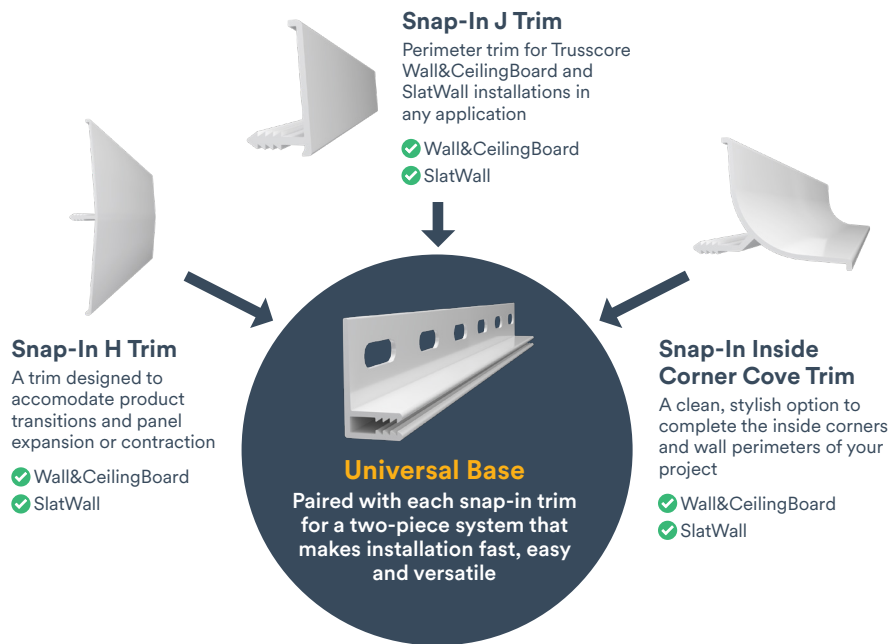 Snap-In J Trim
Perimeter trim for Trusscore
Wall&CeilingBoard and
SlatWall installations in
any application
Wall&CeilingBoard
SlatWall
Snap-In H Trim
A trim designed to
accomodate product
transitions and panel
expansion or contraction
Wall&CeilingBoard
SlatWall
Universal Base
Paired with each snap-in trim
for a two-piece system that
makes installation fast, easy
and versatile
Snap-In Inside
Corner Cove Trim
A clean, stylish option to
complete the inside corners
and wall perimeters of your
project
Wall&CeilingBoard
SlatWall